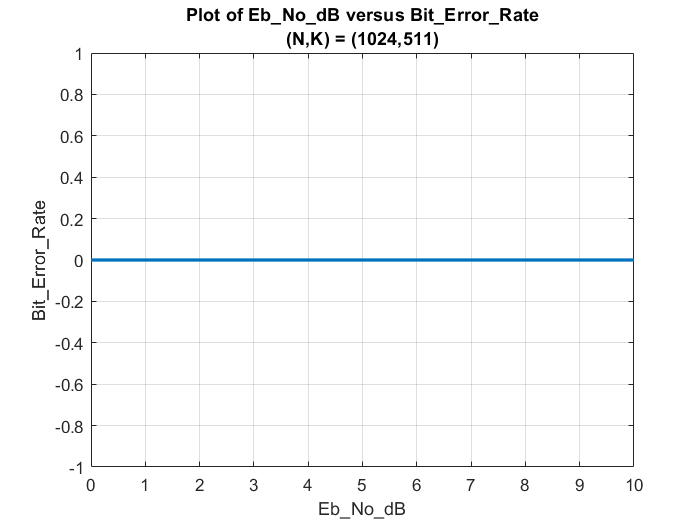 Plot of Eb_No_dB versus Bit_Error_Rate
(N,K) = (1024,511)
1
0.8
0.6
0.4
0.2
0
-0.2
-0.4
-0.6
-0.8
-1
Bit_Error_Rate
0 1 2 3 4 5 6 7 8 9 10
Eb_No_dB